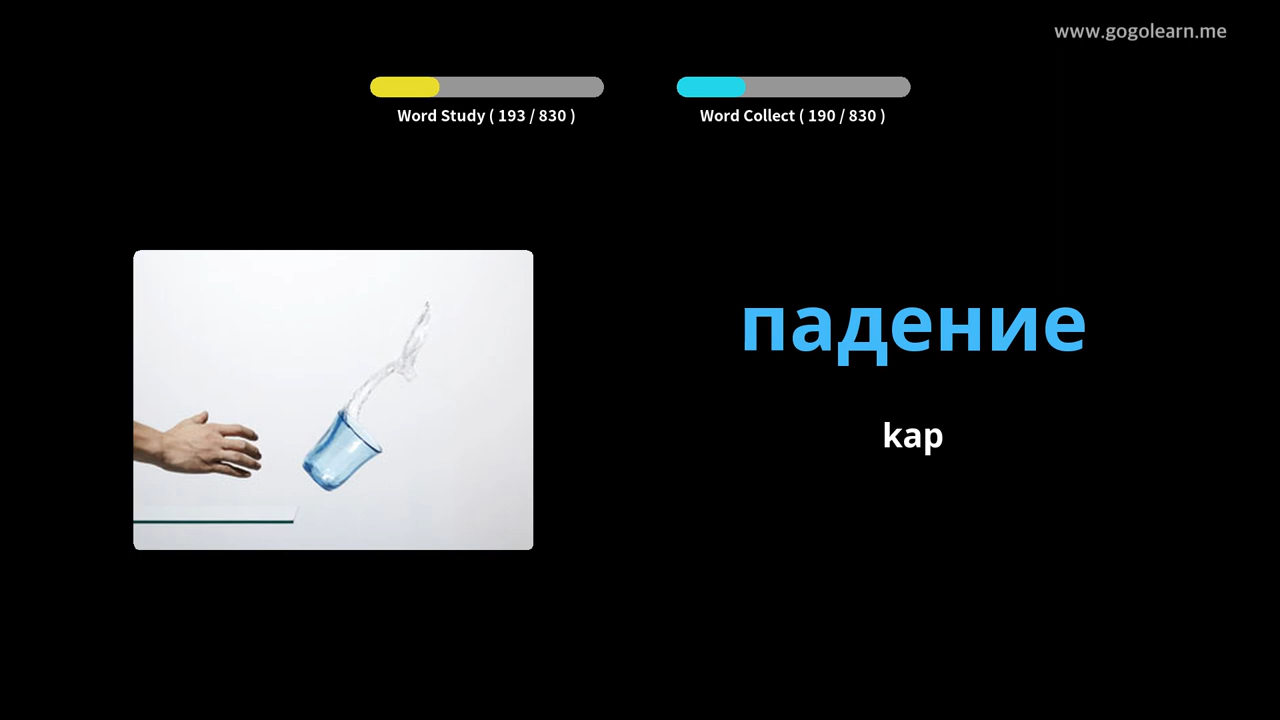 www.gogolearn.me
Word Study ( 193 / 830 )
Word Collect ( 190 / 830 )
падение
kap